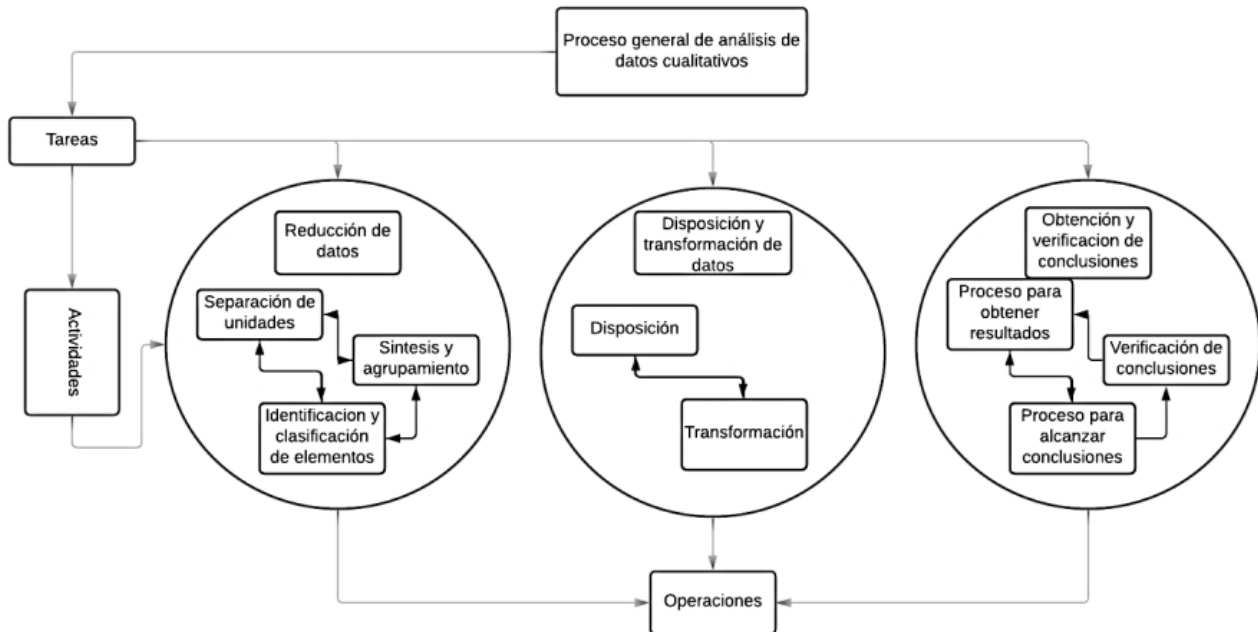 Proceso general de análisis de
datos cualitativos
Tareas
Actividades
Reducción de
datos
Separación de
unidades
Síntesis y
agrupamiento
Identificacion y
clasificación
de elementos
Disposición y
transformación de
datos
Disposición
Transformación
Obtención y
verificacion de
conclusiones
Proceso para
obtener
resultados
Verificación de
conclusiones
Proceso para
alcanzar
conclusiones
Operaciones